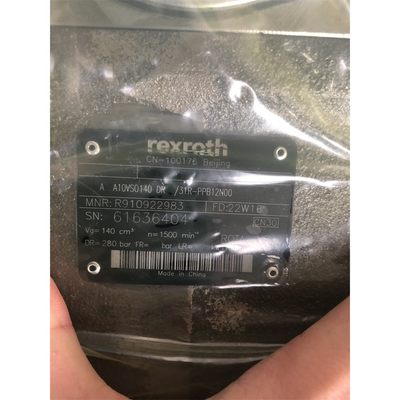 rexroth
CN-100176 Beijing
A A10VSO140 DR /31R-PPB12N00
MNR: R910922983 FD:22W18
SN: 61636404 CN30
Vg= 140 cm³ n=1500 min⁻¹
DR= 280 bar FR= bar LR=
Made in China